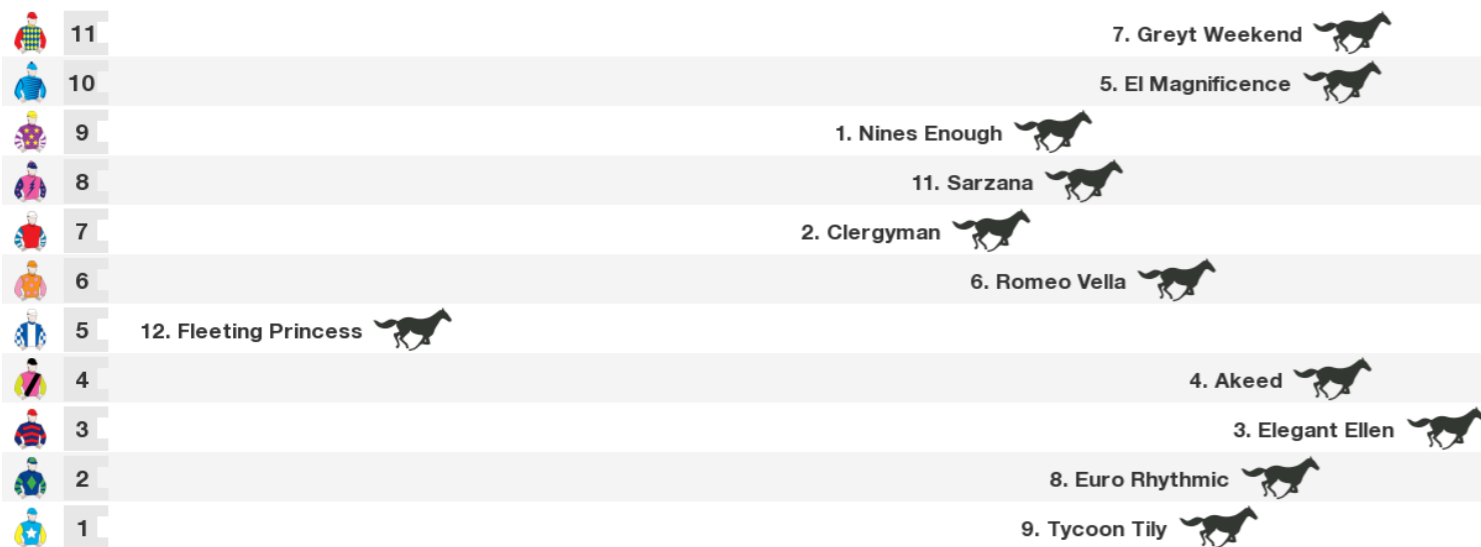 11 7. Greyt Weekend
10 5. El Magnificence
9 1. Nines Enough
8 11. Sarzana
7 2. Clergyman
6 6. Romeo Vella
5 12. Fleeting Princess
4 4. Akeed
3 3. Elegant Ellen
2 8. Euro Rhythmic
1 9. Tycoon Tily